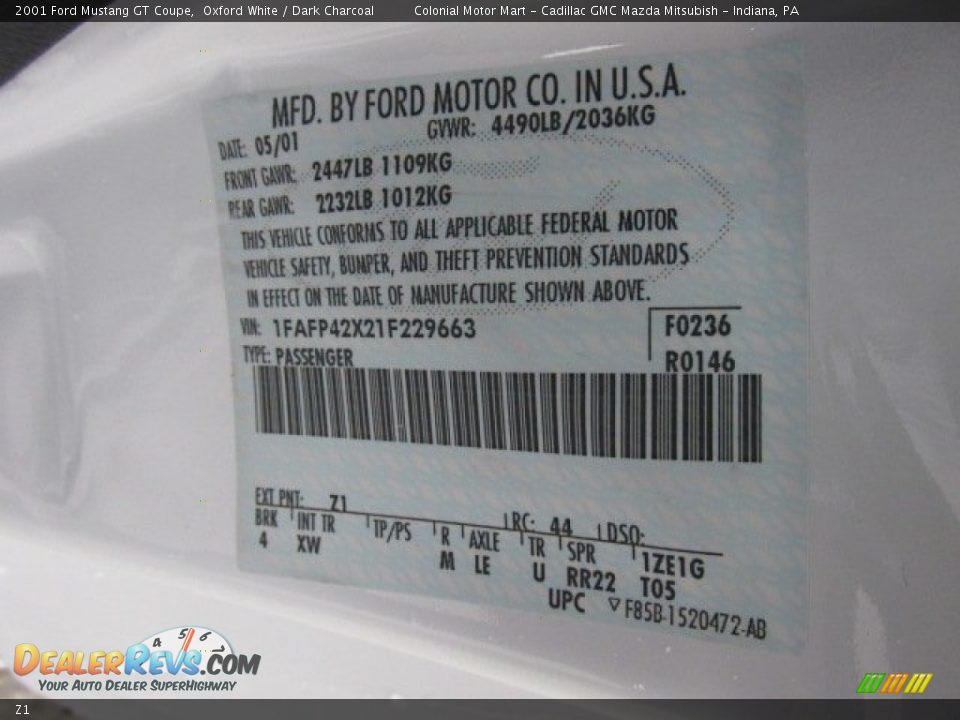 2001 Ford Mustang GT Coupe, Oxford White / Dark Charcoal Colonial Motor Mart - Cadillac GMC Mazda Mitsubish - Indiana, PA
MFD. BY FORD MOTOR CO. IN U.S.A.
DATE: 05/01 GVWR: 4490LB/2036KG
FRONT GAWR: 2447LB 1109KG
REAR GAWR: 2232LB 1012KG
THIS VEHICLE CONFORMS TO ALL APPLICABLE FEDERAL MOTOR
VEHICLE SAFETY, BUMPER, AND THEFT PREVENTION STANDARDS
IN EFFECT ON THE DATE OF MANUFACTURE SHOWN ABOVE.
VIN: 1FAFP42X21F229663 F0236
TYPE: PASSENGER R0146
EXT PNT: Z1 RC: 44 DSO:
BRK INT TR TP/PS R AXLE TR SPR 1ZE1G
4 XW M LE U RR22 T05
UPC ▽F85B-1520472-AB
4 5 6
DEALERREVS.COM
YOUR AUTO DEALER SUPERHIGHWAY
Z1